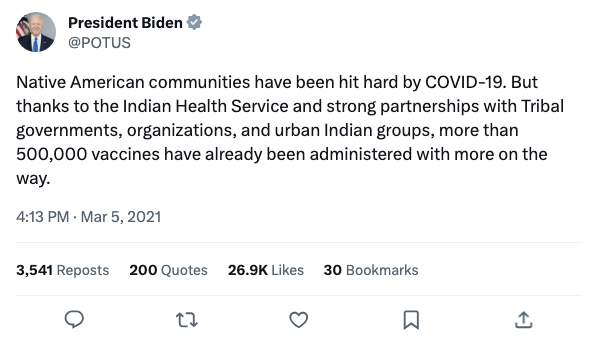 President Biden
@POTUS
Native American communities have been hit hard by COVID-19. But
thanks to the Indian Health Service and strong partnerships with Tribal
governments, organizations, and urban Indian groups, more than
500,000 vaccines have already been administered with more on the
way.
4:13 PM · Mar 5, 2021
3,541 Reposts 200 Quotes 26.9K Likes 30 Bookmarks